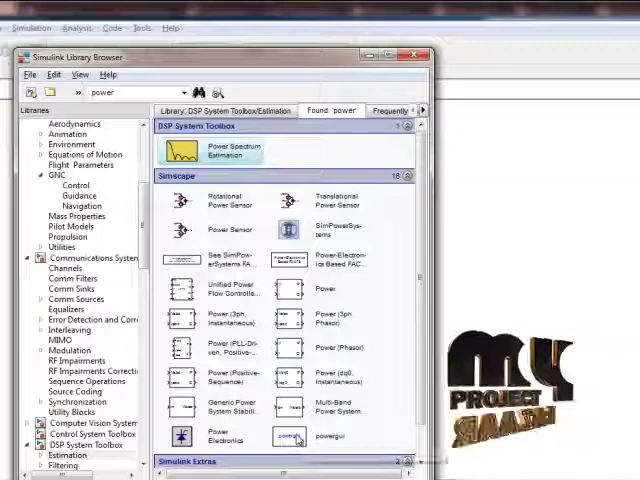 Simulation Analysis Code Tools Help
Simulink Library Browser
File Edit View Help
» power
Libraries
Library: DSP System Toolbox/Estimation Found: 'power' Frequently
Aerodynamics
Animation
Environment
Equations of Motion
Flight Parameters
GNC
Control
Guidance
Navigation
Mass Properties
Pilot Models
Propulsion
Utilities
Communications System
Channels
Comm Filters
Comm Sinks
Comm Sources
Equalizers
Error Detection and Corre
Interleaving
MIMO
Modulation
RF Impairments
RF Impairments Correctio
Sequence Operations
Source Coding
Synchronization
Utility Blocks
Computer Vision System
Control System Toolbox
DSP System Toolbox
Estimation
Filtering
DSP System Toolbox 1
Power Spectrum
Estimation
Simscape 18
Rotational
Power Sensor
Translational
Power Sensor
Power Sensor
SimPowerSys-
tems
See SimPow-
erSystems FA...
Power-Electron-
ics Based FAC...
Unified Power
Flow Controlle...
Power
Power (3ph,
Instantaneous)
Power (3ph
Phasor)
Power (PLL-Dri-
ven, Positive-...
Power (Phasor)
Power (Positive-
Sequence)
Power (dq0,
Instantaneous)
Generic Power
System Stabili...
Multi-Band
Power System...
Power
Electronics
powergui
Simulink Extras 2
my
PROJECT